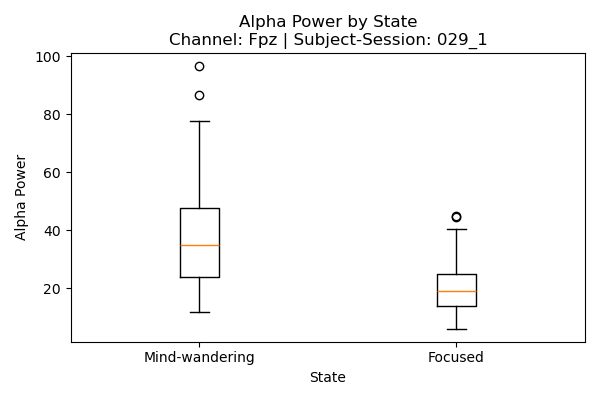 Alpha Power by State
Channel: Fpz | Subject-Session: 029_1
100
80
60
40
20
Alpha Power
Mind-wandering
Focused
State